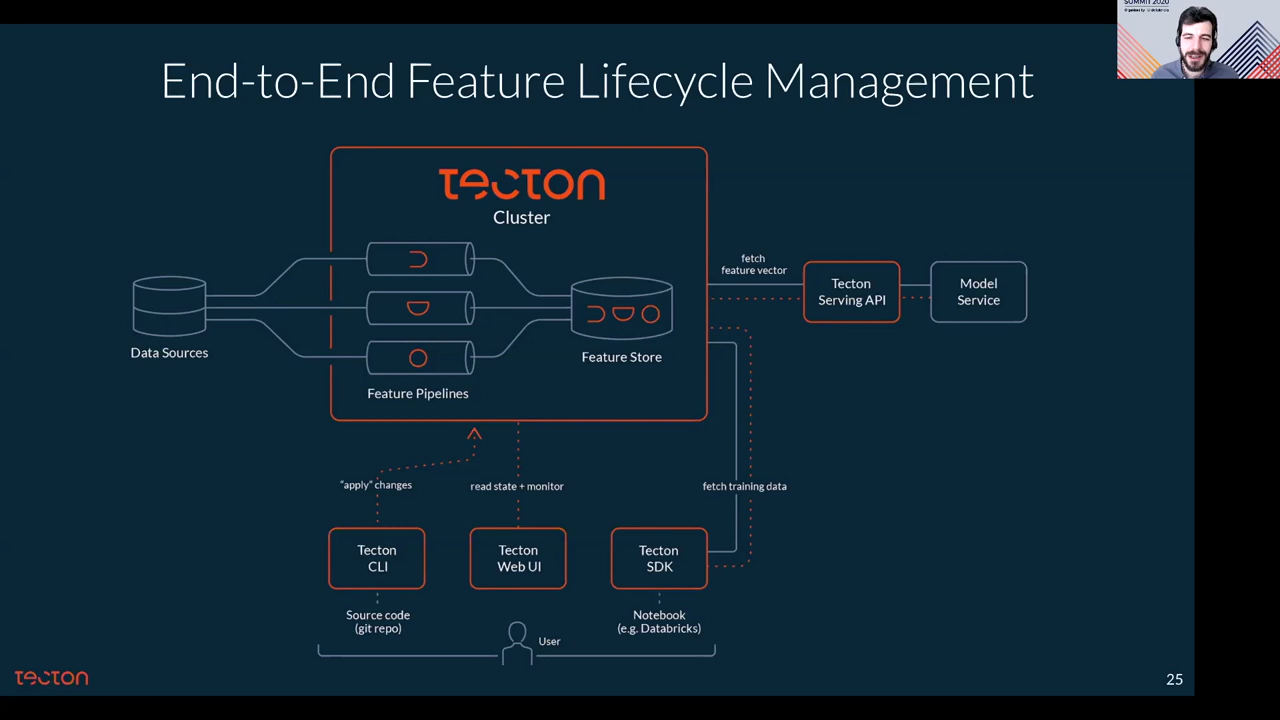 SUMMIT 2020
End-to-End Feature Lifecycle Management
tecton
Cluster
fetch
feature vector
Tecton
Serving API
Model
Service
Data Sources
Feature Store
Feature Pipelines
"apply" changes
read state + monitor
fetch training data
Tecton
CLI
Tecton
Web UI
Tecton
SDK
Source code
(git repo)
Notebook
(e.g. Databricks)
User
tecton
25